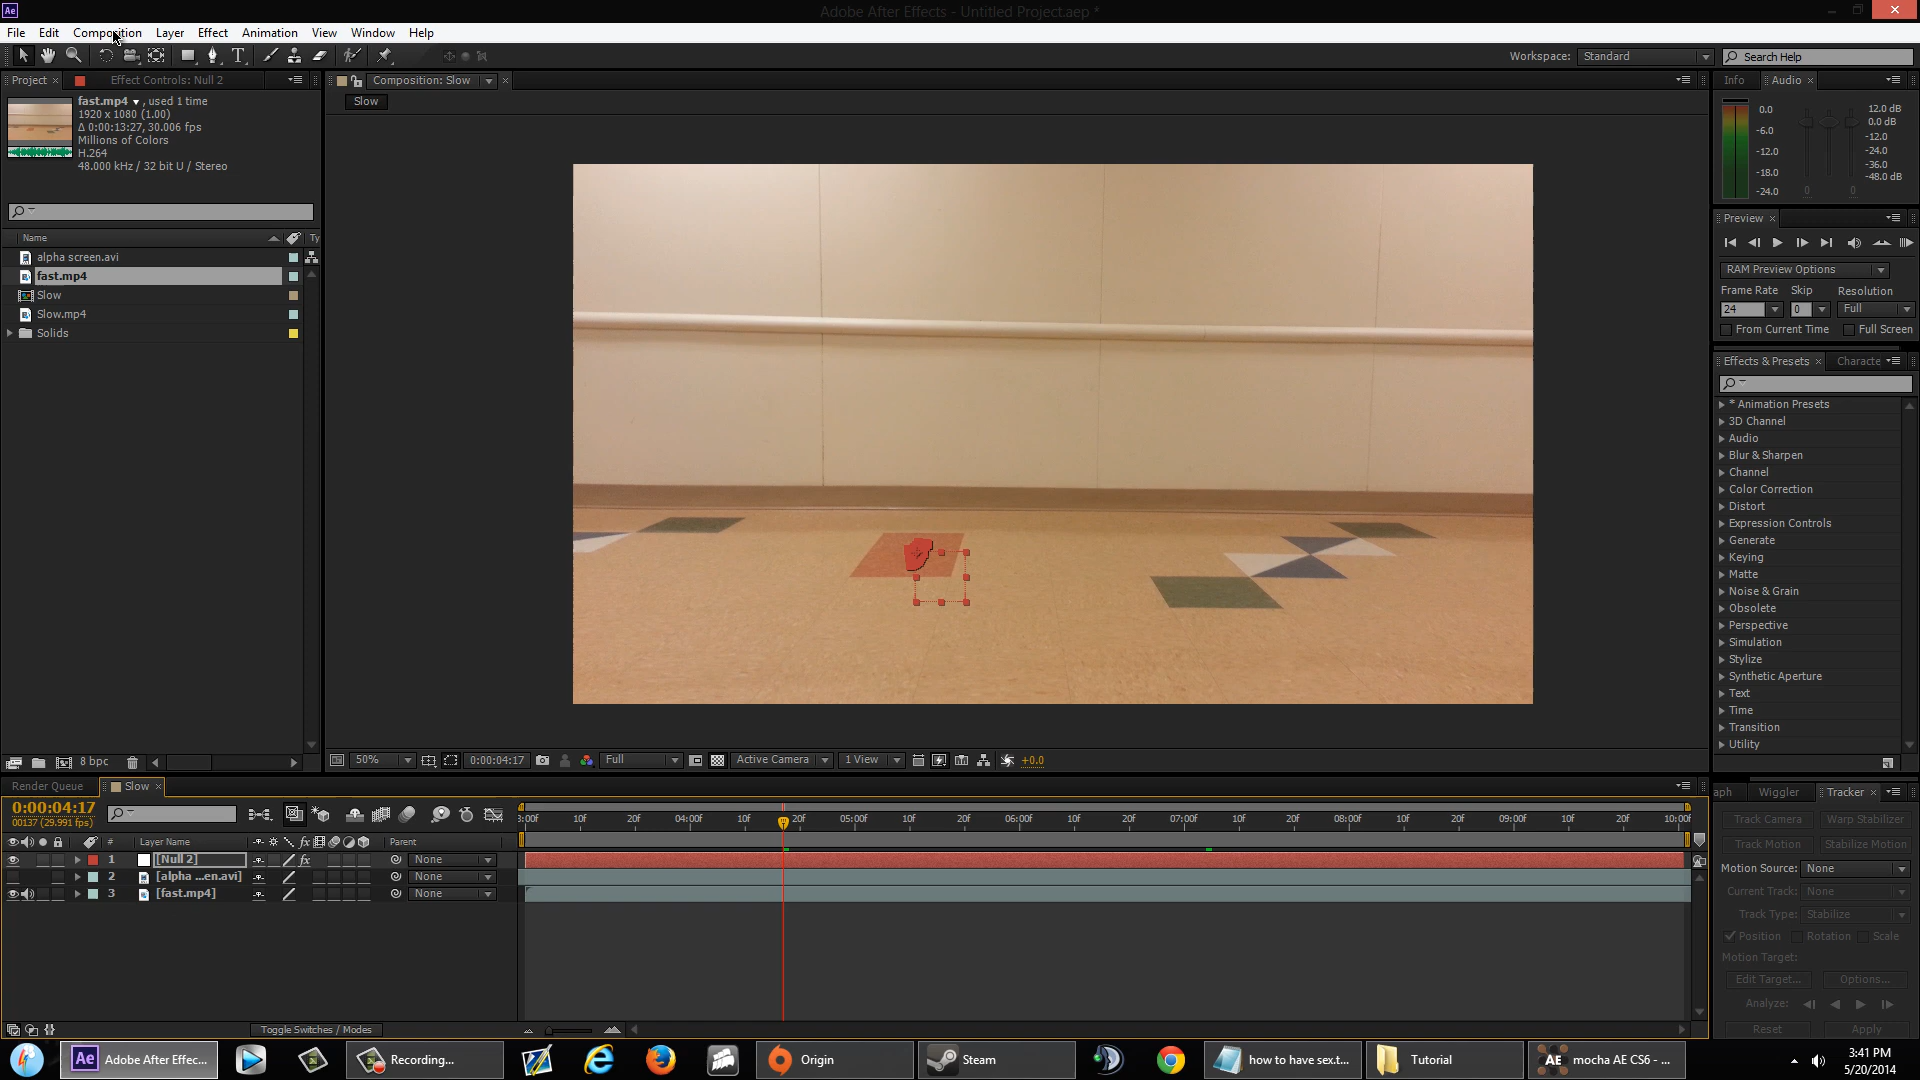 Ae
Adobe After Effects - Untitled Project.aep *
File Edit Composition Layer Effect Animation View Window Help
T
Workspace: Standard
Search Help
Project Effect Controls: Null 2
Composition: Slow
Info Audio
fast.mp4 , used 1 time
1920 x 1080 (1.00)
Δ 0:00:13:27, 30.006 fps
Millions of Colors
H.264
48.000 kHz / 32 bit U / Stereo
Slow
0.0 12.0 dB
0.0 dB
-6.0 -12.0
-12.0 -24.0
-18.0 -36.0
-24.0 -48.0 dB
0 0
Preview
RAM Preview Options
Frame Rate Skip Resolution
24 0 Full
From Current Time Full Screen
Name Ty
alpha screen.avi
fast.mp4
Slow
Slow.mp4
Solids
Effects & Presets Characte
* Animation Presets
3D Channel
Audio
Blur & Sharpen
Channel
Color Correction
Distort
Expression Controls
Generate
Keying
Matte
Noise & Grain
Obsolete
Perspective
Simulation
Stylize
Synthetic Aperture
Text
Time
Transition
Utility
8 bpc
50% 0:00:04:17 Full Active Camera 1 View +0.0
Render Queue Slow
0:00:04:17
00137 (29.991 fps)
3:00f 10f 20f 04:00f 10f 20f 05:00f 10f 20f 06:00f 10f 20f 07:00f 10f 20f 08:00f 10f 20f 09:00f 10f 20f 10:00f
# Layer Name fx Parent
1 [Null 2] fx None
2 [alpha ...en.avi] None
3 [fast.mp4] None
Toggle Switches / Modes
aph Wiggler Tracker
Track Camera Warp Stabilizer
Track Motion Stabilize Motion
Motion Source: None
Current Track: None
Track Type: Stabilize
Position Rotation Scale
Motion Target:
Edit Target... Options...
Analyze:
Reset Apply
Ae Adobe After Effec...
Recording...
Origin
Steam
how to have sex.t...
Tutorial
AE mocha AE CS6 - ...
3:41 PM
5/20/2014